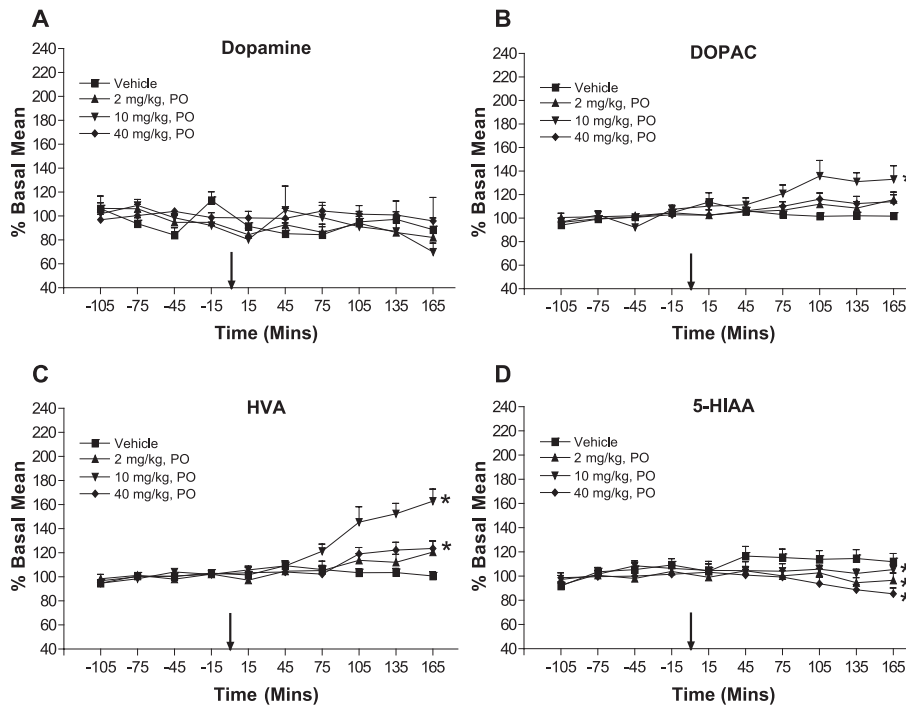 A
Dopamine
240
220
200
180
160
140
120
100
80
60
40
% Basal Mean
Vehicle
2 mg/kg, PO
10 mg/kg, PO
40 mg/kg, PO
-105 -75 -45 -15 15 45 75 105 135 165
Time (Mins)
B
DOPAC
240
220
200
180
160
140
120
100
80
60
40
% Basal Mean
Vehicle
2 mg/kg, PO
10 mg/kg, PO
40 mg/kg, PO
*
-105 -75 -45 -15 15 45 75 105 135 165
Time (Mins)
C
HVA
240
220
200
180
160
140
120
100
80
60
40
% Basal Mean
Vehicle
2 mg/kg, PO
10 mg/kg, PO
40 mg/kg, PO
*
*
-105 -75 -45 -15 15 45 75 105 135 165
Time (Mins)
D
5-HIAA
240
220
200
180
160
140
120
100
80
60
40
% Basal Mean
Vehicle
2 mg/kg, PO
10 mg/kg, PO
40 mg/kg, PO
*
*
*
-105 -75 -45 -15 15 45 75 105 135 165
Time (Mins)